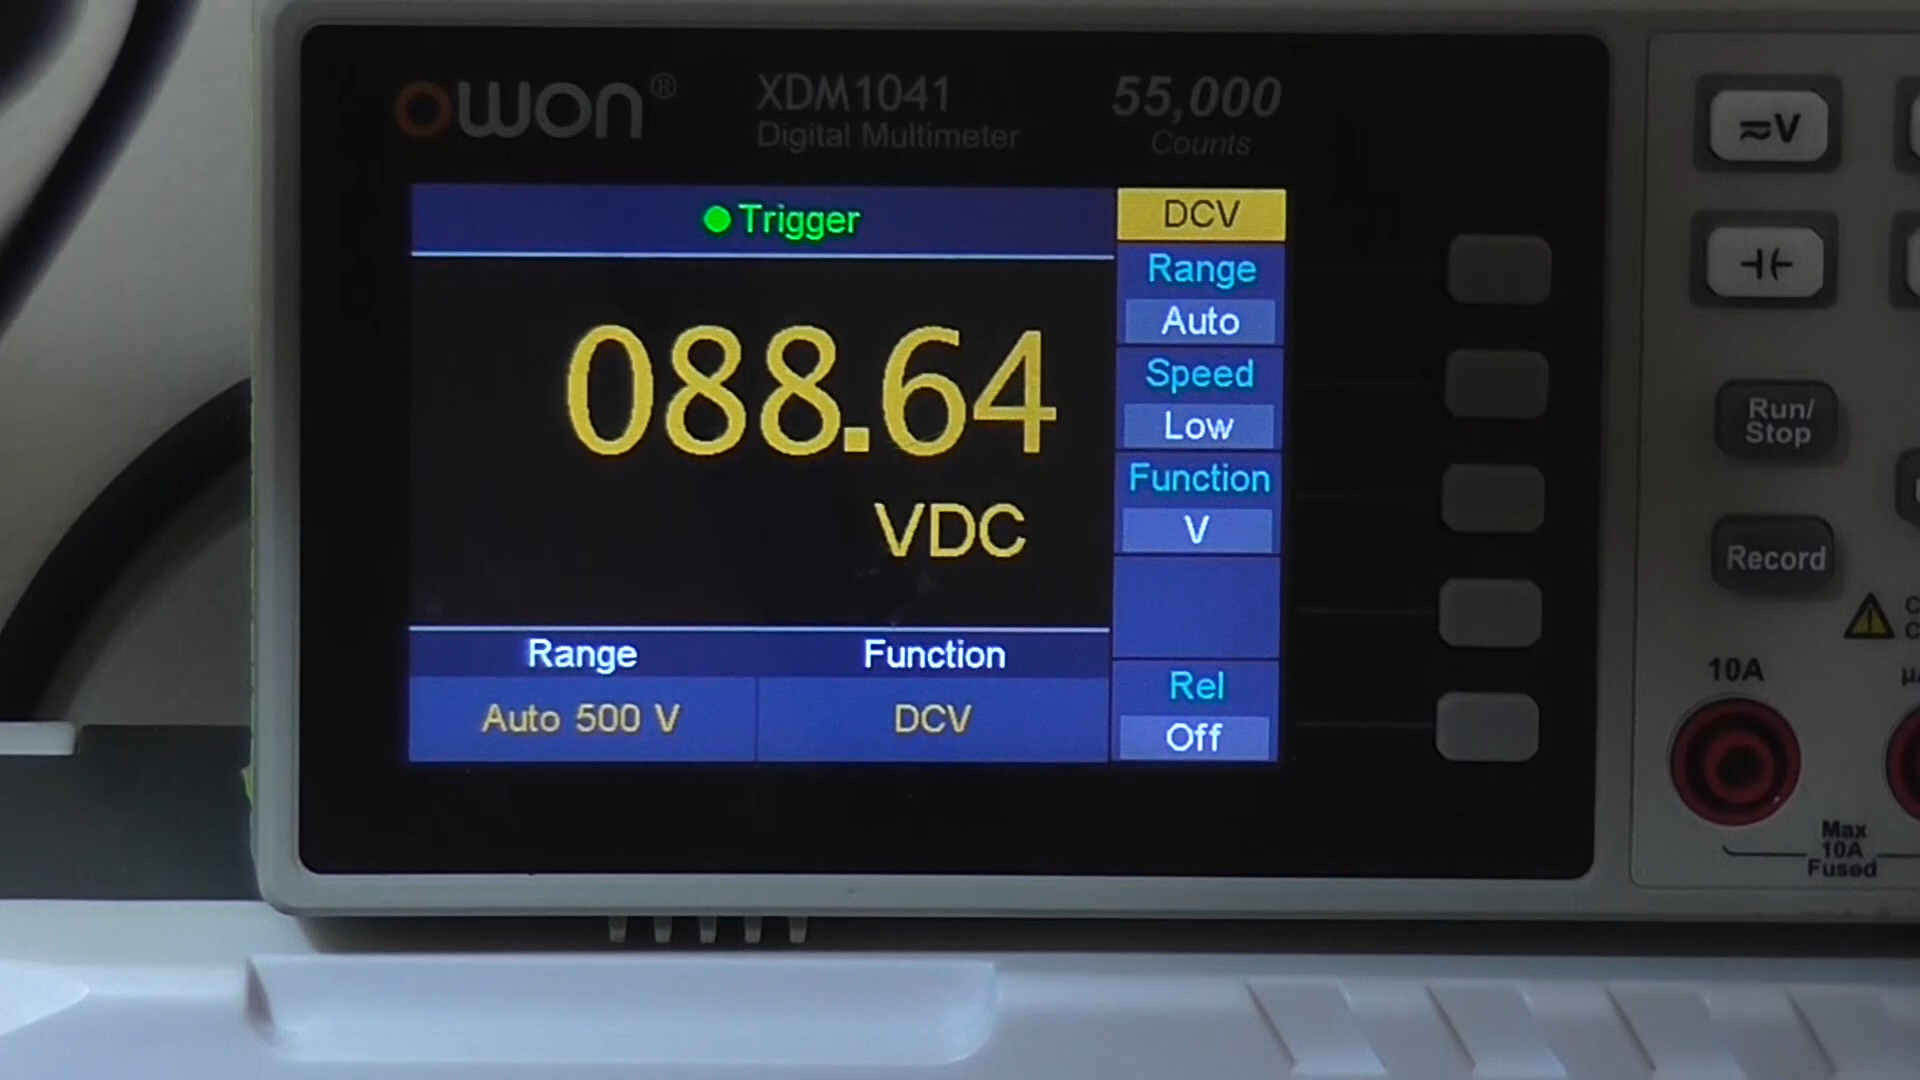 owon®
XDM1041
Digital Multimeter
55,000
Counts
Trigger
088.64
VDC
Range
Function
Auto 500 V
DCV
DCV
Range
Auto
Speed
Low
Function
V
Rel
Off
≂V
Run/
Stop
Record
10A
Max
10A
Fused